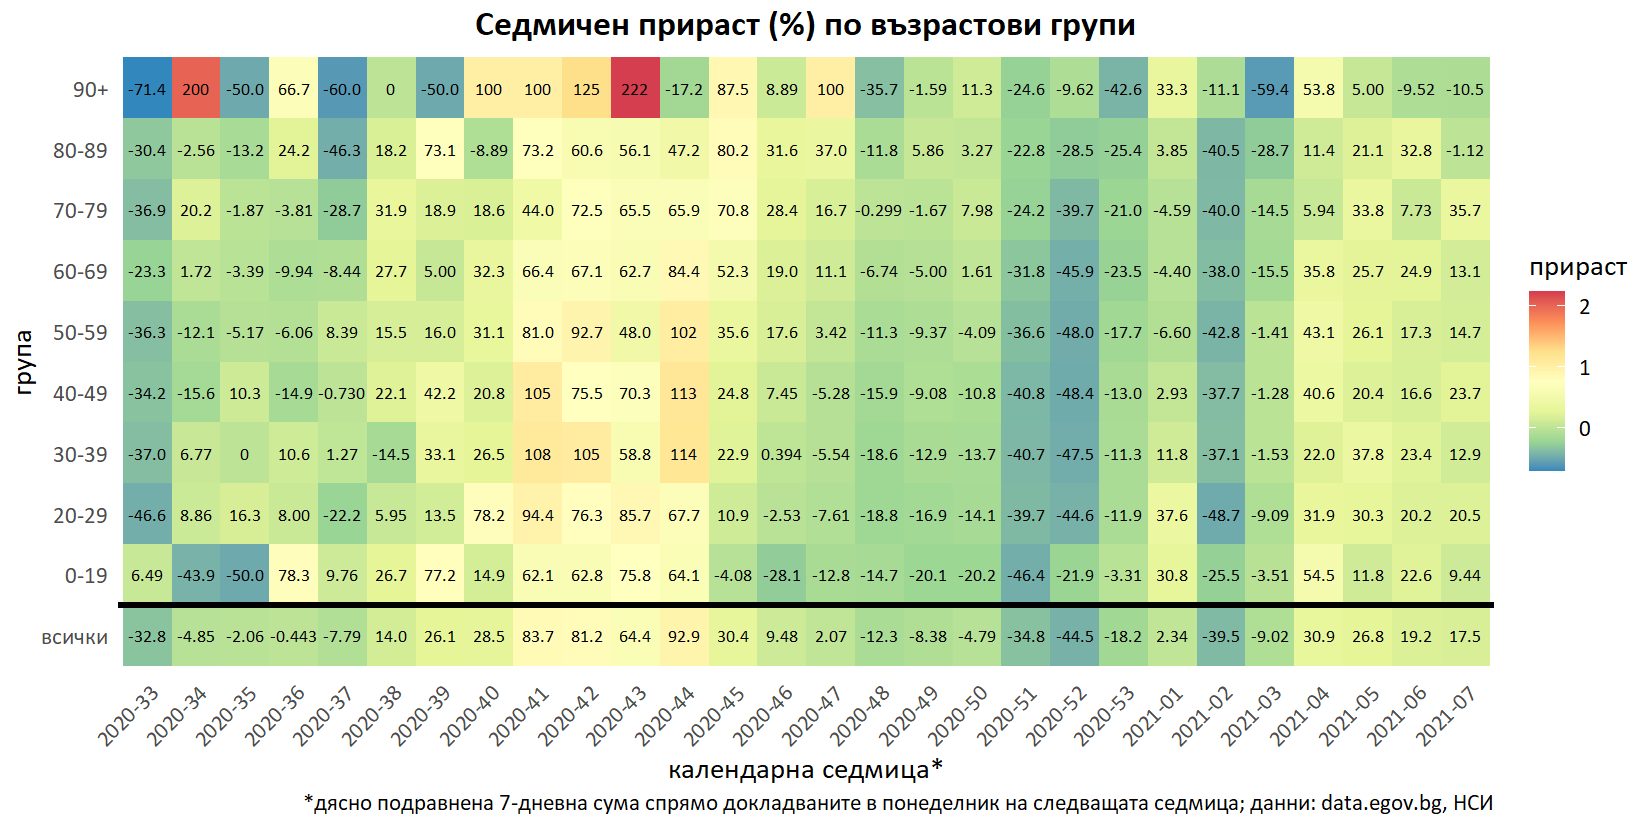 Седмичен прираст (%) по възрастови групи
90+ -71.4 200 -50.0 66.7 -60.0 0 -50.0 100 100 125 222 -17.2 87.5 8.89 100 -35.7 -1.59 11.3 -24.6 -9.62 -42.6 33.3 -11.1 -59.4 53.8 5.00 -9.52 -10.5
80-89 -30.4 -2.56 -13.2 24.2 -46.3 18.2 73.1 -8.89 73.2 60.6 56.1 47.2 80.2 31.6 37.0 -11.8 5.86 3.27 -22.8 -28.5 -25.4 3.85 -40.5 -28.7 11.4 21.1 32.8 -1.12
70-79 -36.9 20.2 -1.87 -3.81 -28.7 31.9 18.9 18.6 44.0 72.5 65.5 65.9 70.8 28.4 16.7 -0.299 -1.67 7.98 -24.2 -39.7 -21.0 -4.59 -40.0 -14.5 5.94 33.8 7.73 35.7
60-69 -23.3 1.72 -3.39 -9.94 -8.44 27.7 5.00 32.3 66.4 67.1 62.7 84.4 52.3 19.0 11.1 -6.74 -5.00 1.61 -31.8 -45.9 -23.5 -4.40 -38.0 -15.5 35.8 25.7 24.9 13.1
50-59 -36.3 -12.1 -5.17 -6.06 8.39 15.5 16.0 31.1 81.0 92.7 48.0 102 35.6 17.6 3.42 -11.3 -9.37 -4.09 -36.6 -48.0 -17.7 -6.60 -42.8 -1.41 43.1 26.1 17.3 14.7
40-49 -34.2 -15.6 10.3 -14.9 -0.730 22.1 42.2 20.8 105 75.5 70.3 113 24.8 7.45 -5.28 -15.9 -9.08 -10.8 -40.8 -48.4 -13.0 2.93 -37.7 -1.28 40.6 20.4 16.6 23.7
30-39 -37.0 6.77 0 10.6 1.27 -14.5 33.1 26.5 108 105 58.8 114 22.9 0.394 -5.54 -18.6 -12.9 -13.7 -40.7 -47.5 -11.3 11.8 -37.1 -1.53 22.0 37.8 23.4 12.9
20-29 -46.6 8.86 16.3 8.00 -22.2 5.95 13.5 78.2 94.4 76.3 85.7 67.7 10.9 -2.53 -7.61 -18.8 -16.9 -14.1 -39.7 -44.6 -11.9 37.6 -48.7 -9.09 31.9 30.3 20.2 20.5
0-19 6.49 -43.9 -50.0 78.3 9.76 26.7 77.2 14.9 62.1 62.8 75.8 64.1 -4.08 -28.1 -12.8 -14.7 -20.1 -20.2 -46.4 -21.9 -3.31 30.8 -25.5 -3.51 54.5 11.8 22.6 9.44
всички -32.8 -4.85 -2.06 -0.443 -7.79 14.0 26.1 28.5 83.7 81.2 64.4 92.9 30.4 9.48 2.07 -12.3 -8.38 -4.79 -34.8 -44.5 -18.2 2.34 -39.5 -9.02 30.9 26.8 19.2 17.5
2020-33 2020-34 2020-35 2020-36 2020-37 2020-38 2020-39 2020-40 2020-41 2020-42 2020-43 2020-44 2020-45 2020-46 2020-47 2020-48 2020-49 2020-50 2020-51 2020-52 2020-53 2021-01 2021-02 2021-03 2021-04 2021-05 2021-06 2021-07
група
календарна седмица*
*дясно подравнена 7-дневна сума спрямо докладваните в понеделник на следващата седмица; данни: data.egov.bg, НСИ
прираст
2
1
0